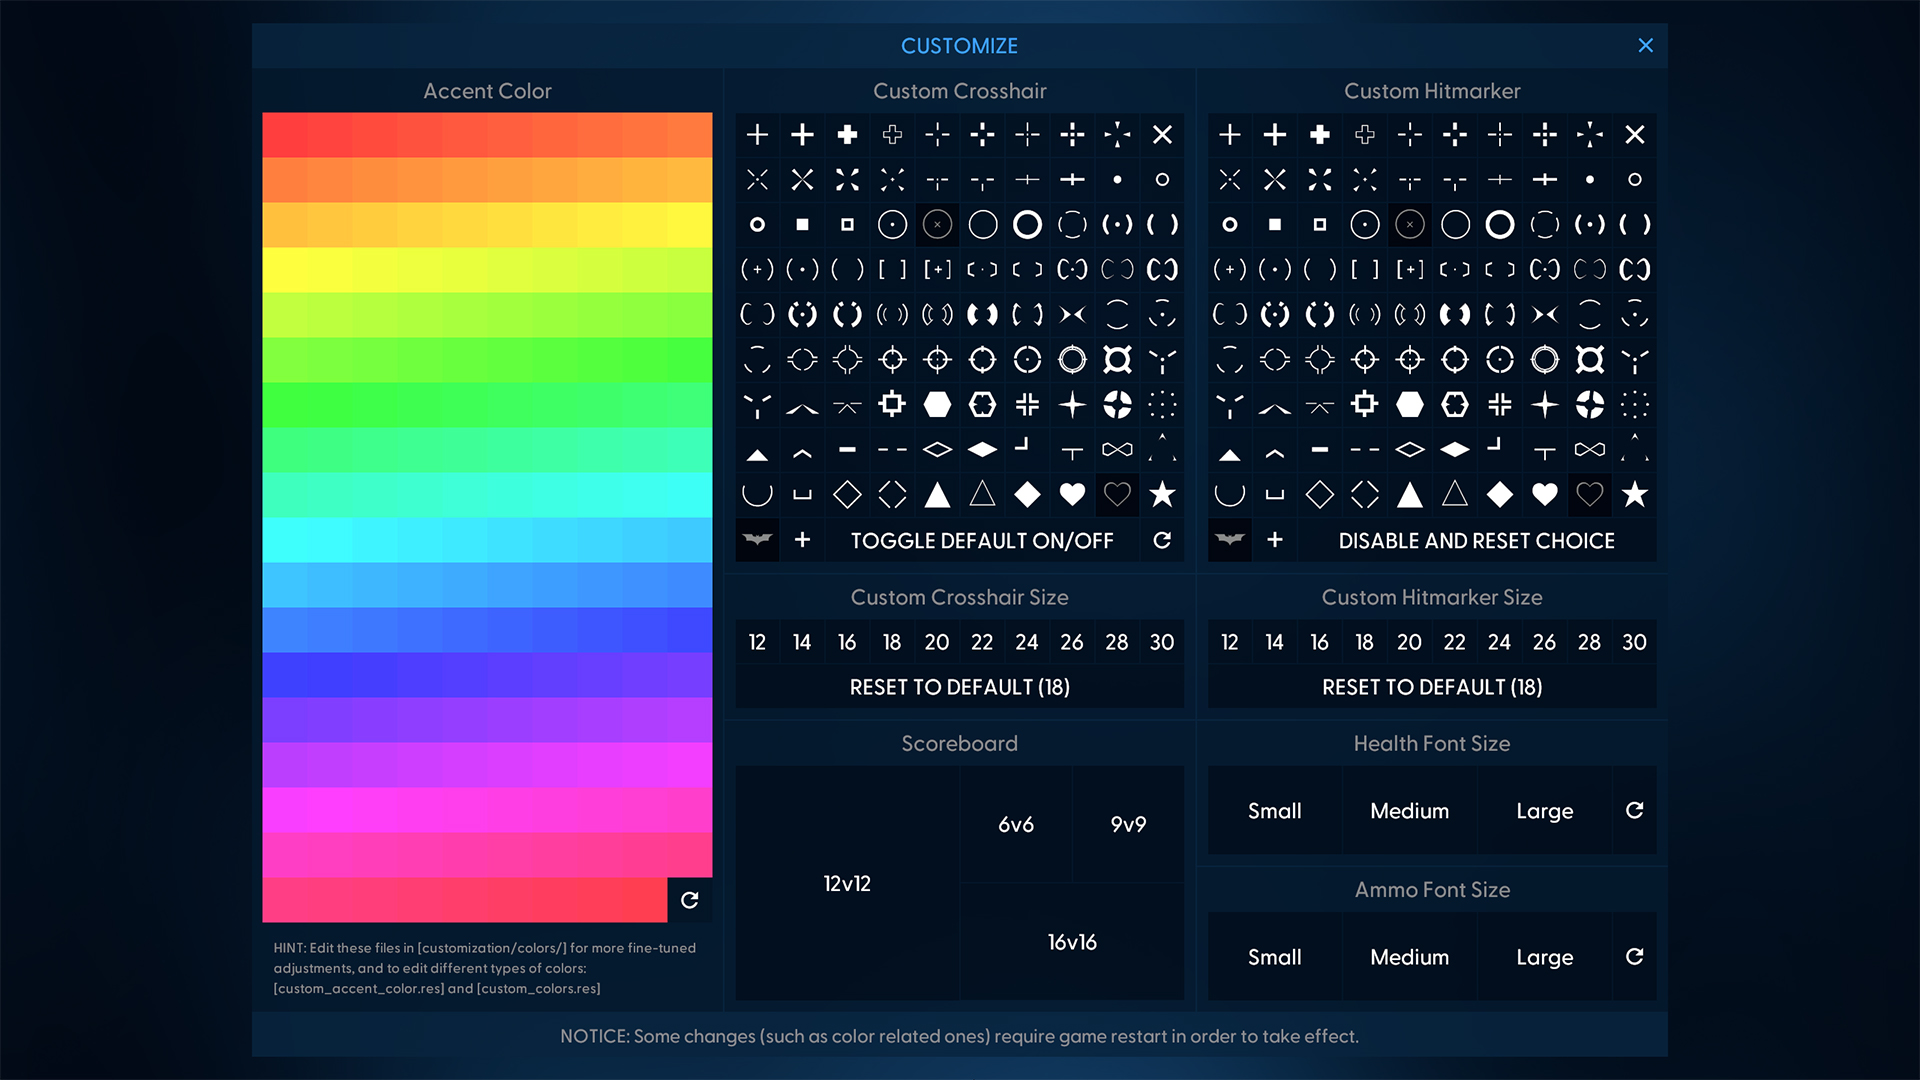 CUSTOMIZE
Accent Color
HINT: Edit these files in [customization/colors/] for more fine-tuned
adjustments, and to edit different types of colors:
[custom_accent_color.res] and [custom_colors.res]
Custom Crosshair
TOGGLE DEFAULT ON/OFF
Custom Crosshair Size
12 14 16 18 20 22 24 26 28 30
RESET TO DEFAULT (18)
Scoreboard
12v12
6v6
9v9
16v16
Custom Hitmarker
DISABLE AND RESET CHOICE
Custom Hitmarker Size
12 14 16 18 20 22 24 26 28 30
RESET TO DEFAULT (18)
Health Font Size
Small Medium Large
Ammo Font Size
Small Medium Large
NOTICE: Some changes (such as color related ones) require game restart in order to take effect.